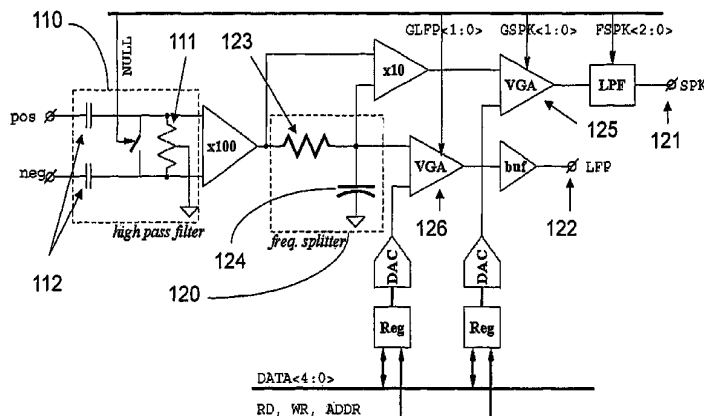 110
111
123
NULL
GLFP<1:0>
GSPK<1:0>
FSPK<2:0>
pos
neg
x100
x10
VGA
LPF
SPK
125
121
VGA
buf
LFP
high pass filter
freq. splitter
112
124
120
126
122
DAC
DAC
Reg
Reg
DATA<4:0>
RD, WR, ADDR